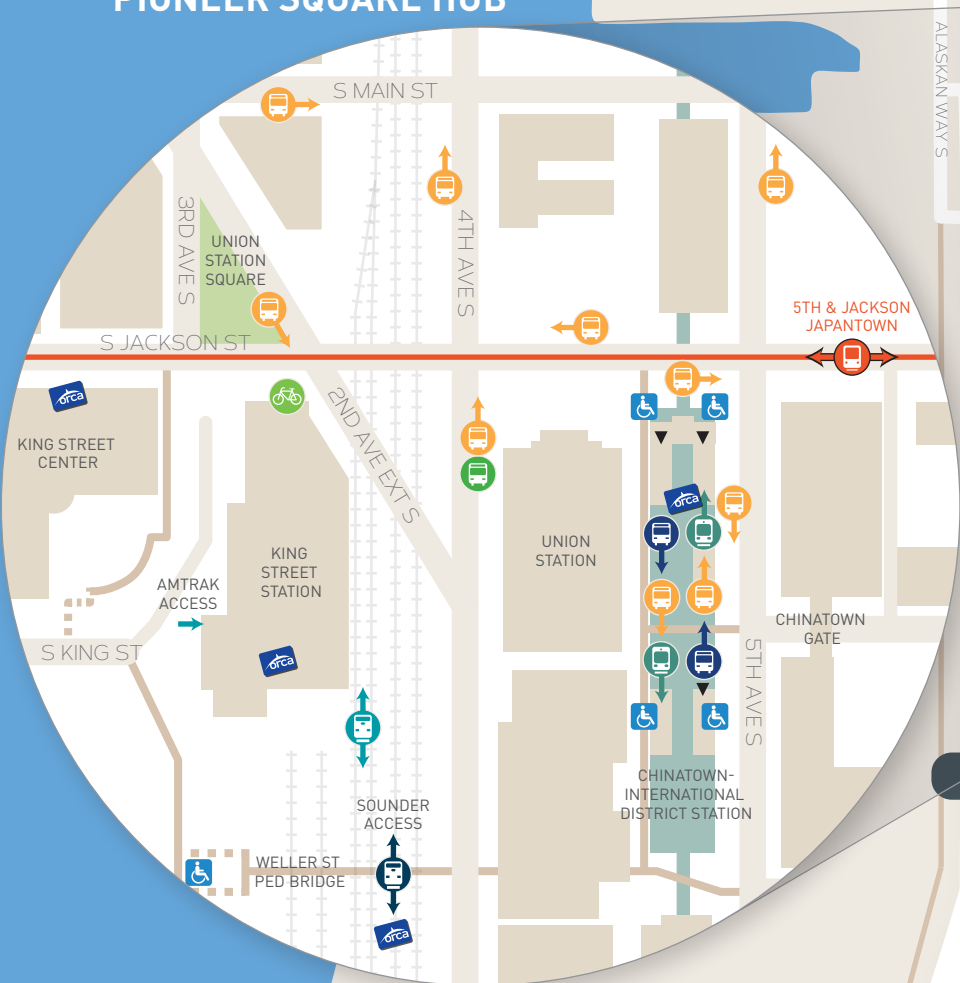 PIONEER SQUARE HUB
S MAIN ST
ALASKAN WAY S
3RD AVE S
UNION
STATION
SQUARE
4TH AVE S
5TH & JACKSON
JAPANTOWN
S JACKSON ST
orca
KING STREET
CENTER
2ND AVE EXT S
orca
KING
STREET
STATION
UNION
STATION
AMTRAK
ACCESS
CHINATOWN
GATE
S KING ST
orca
5TH AVE S
CHINATOWN-
INTERNATIONAL
DISTRICT STATION
SOUNDER
ACCESS
WELLER ST
PED BRIDGE
orca